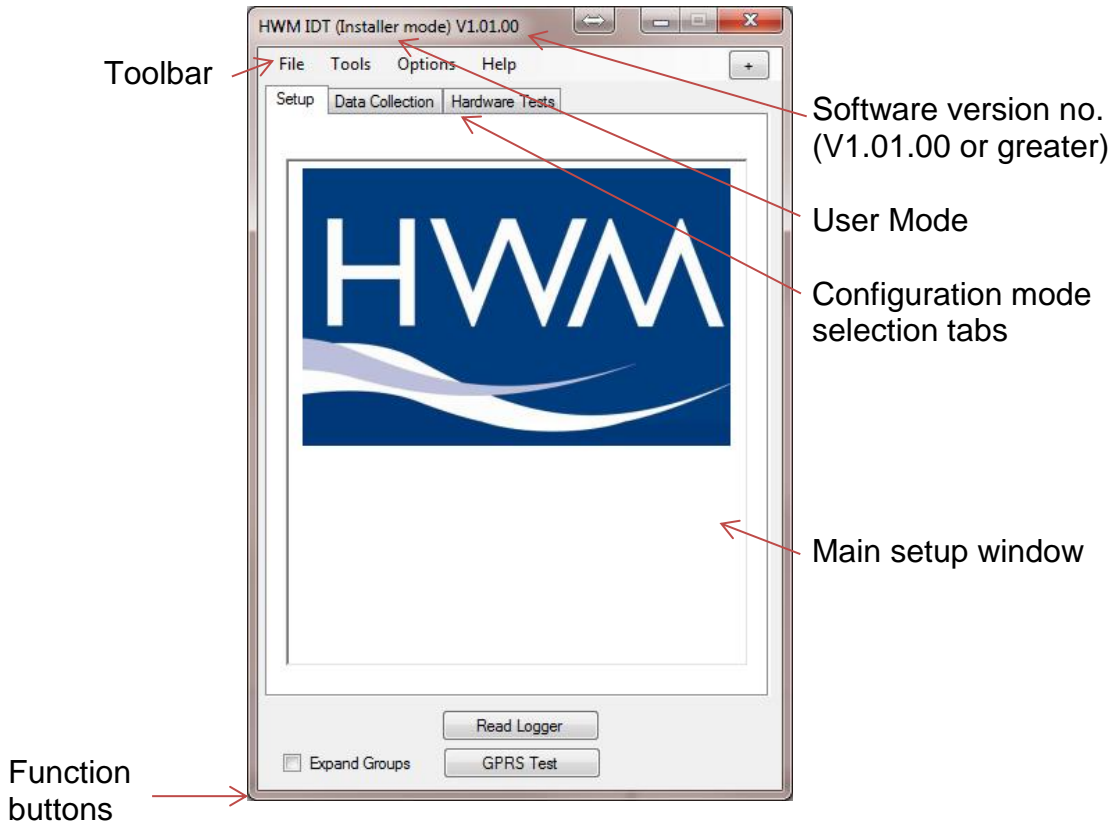 HWM IDT (Installer mode) V1.01.00
Toolbar
File Tools Options Help +
Setup Data Collection Hardware Tests
Software version no.
(V1.01.00 or greater)
User Mode
Configuration mode
selection tabs
HWM
Main setup window
Read Logger
Expand Groups GPRS Test
Function
buttons